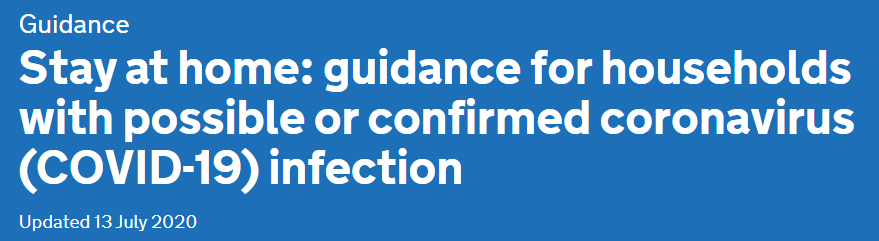 Guidance
Stay at home: guidance for households
with possible or confirmed coronavirus
(COVID-19) infection
Updated 13 July 2020